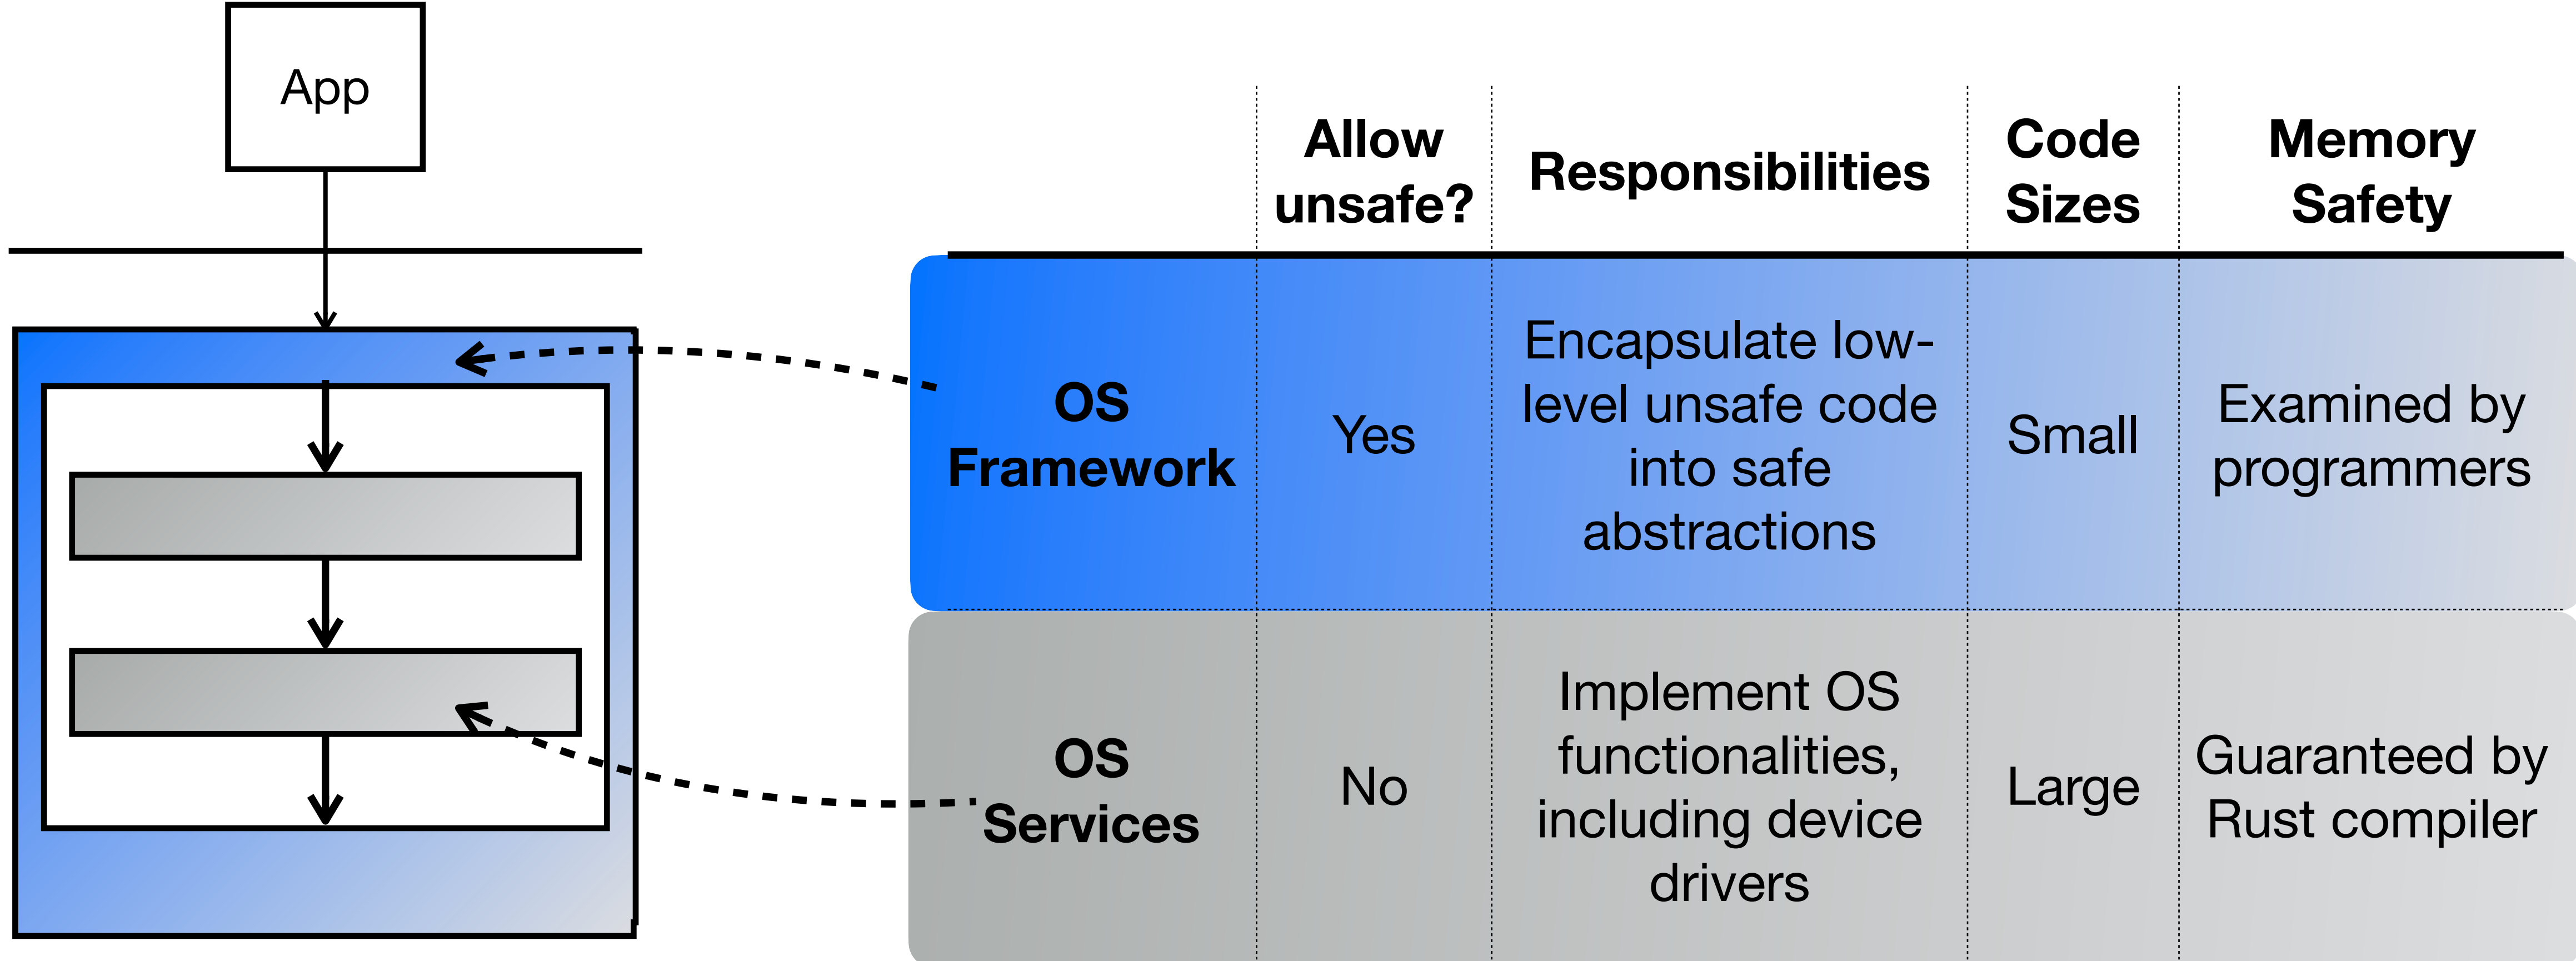 App
Allow
unsafe?
Responsibilities
Code
Sizes
Memory
Safety
OS
Framework
Yes
Encapsulate low-
level unsafe code
into safe
abstractions
Small
Examined by
programmers
OS
Services
No
Implement OS
functionalities,
including device
drivers
Large
Guaranteed by
Rust compiler